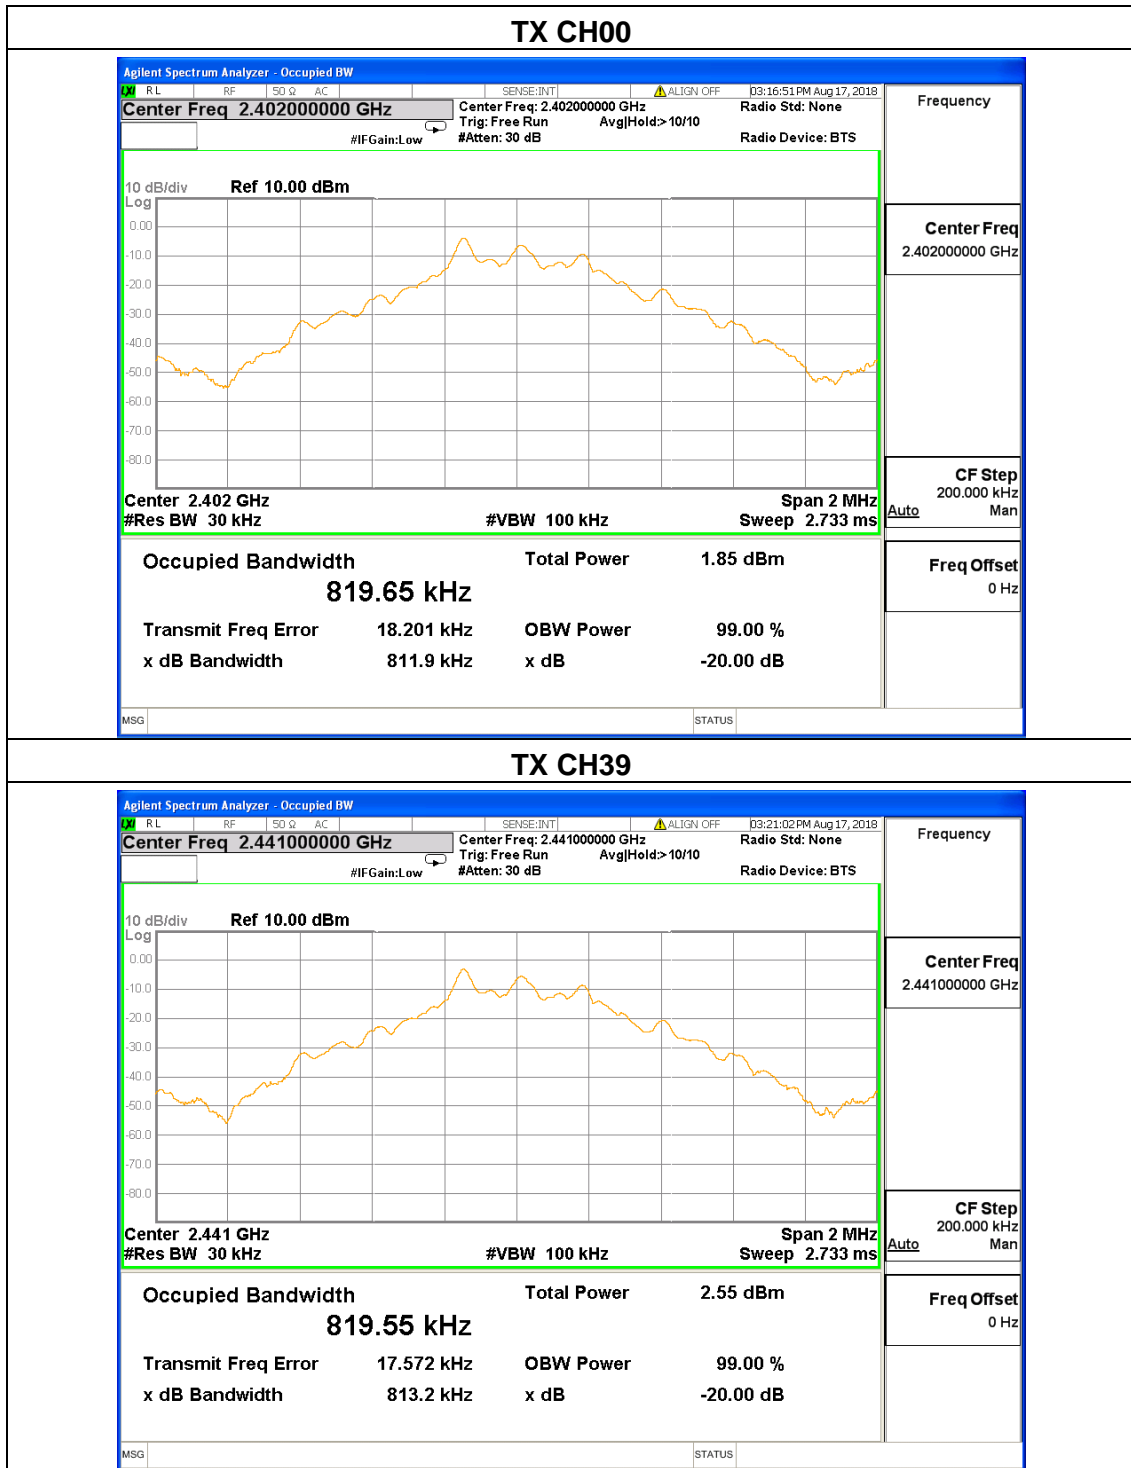 TX CH00
Agilent Spectrum Analyzer - Occupied BW
LXI RL RF 50 Ω AC SENSE:INT ALIGN OFF 03:16:51 PM Aug 17, 2018
Center Freq 2.402000000 GHz
Center Freq: 2.402000000 GHz
Radio Std: None
Trig: Free Run Avg|Hold:>10/10
#IFGain:Low
#Atten: 30 dB
Radio Device: BTS
Frequency
10 dB/div Ref 10.00 dBm
Log
0.00
-10.0
-20.0
-30.0
-40.0
-50.0
-60.0
-70.0
-80.0
Center 2.402 GHz Span 2 MHz
#Res BW 30 kHz #VBW 100 kHz Sweep 2.733 ms
Center Freq
2.402000000 GHz
CF Step
200.000 kHz
Auto Man
Freq Offset
0 Hz
Occupied Bandwidth Total Power 1.85 dBm
819.65 kHz
Transmit Freq Error 18.201 kHz OBW Power 99.00 %
x dB Bandwidth 811.9 kHz x dB -20.00 dB
MSG STATUS
TX CH39
Agilent Spectrum Analyzer - Occupied BW
LXI RL RF 50 Ω AC SENSE:INT ALIGN OFF 03:21:02 PM Aug 17, 2018
Center Freq 2.441000000 GHz
Center Freq: 2.441000000 GHz
Radio Std: None
Trig: Free Run Avg|Hold:>10/10
#IFGain:Low
#Atten: 30 dB
Radio Device: BTS
Frequency
10 dB/div Ref 10.00 dBm
Log
0.00
-10.0
-20.0
-30.0
-40.0
-50.0
-60.0
-70.0
-80.0
Center 2.441 GHz Span 2 MHz
#Res BW 30 kHz #VBW 100 kHz Sweep 2.733 ms
Center Freq
2.441000000 GHz
CF Step
200.000 kHz
Auto Man
Freq Offset
0 Hz
Occupied Bandwidth Total Power 2.55 dBm
819.55 kHz
Transmit Freq Error 17.572 kHz OBW Power 99.00 %
x dB Bandwidth 813.2 kHz x dB -20.00 dB
MSG STATUS